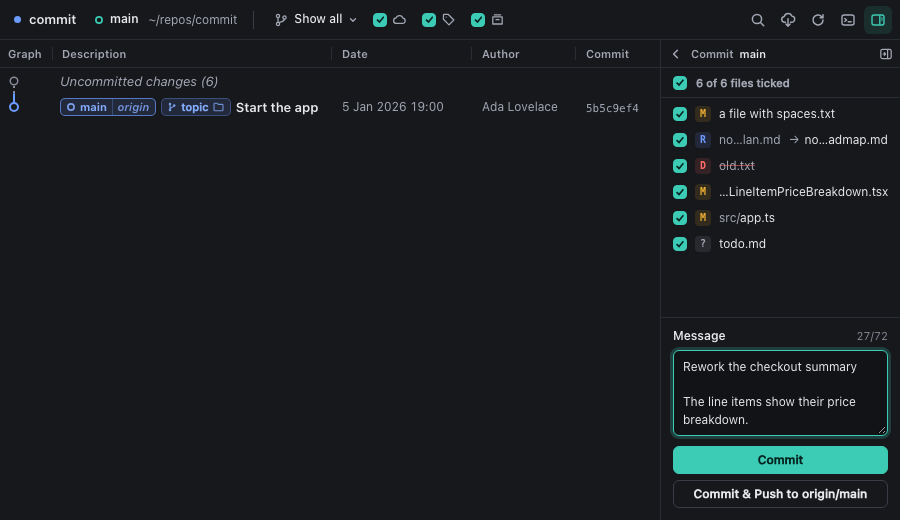 commit main ~/repos/commit Show all
Graph Description Date Author Commit
Uncommitted changes (6)
main origin topic Start the app 5 Jan 2026 19:00 Ada Lovelace 5b5c9ef4
Commit main
6 of 6 files ticked
M a file with spaces.txt
R no...lan.md → no...admap.md
D old.txt
M ...LineItemPriceBreakdown.tsx
M src/app.ts
? todo.md
Message 27/72
Rework the checkout summary
The line items show their price
breakdown.
Commit
Commit & Push to origin/main